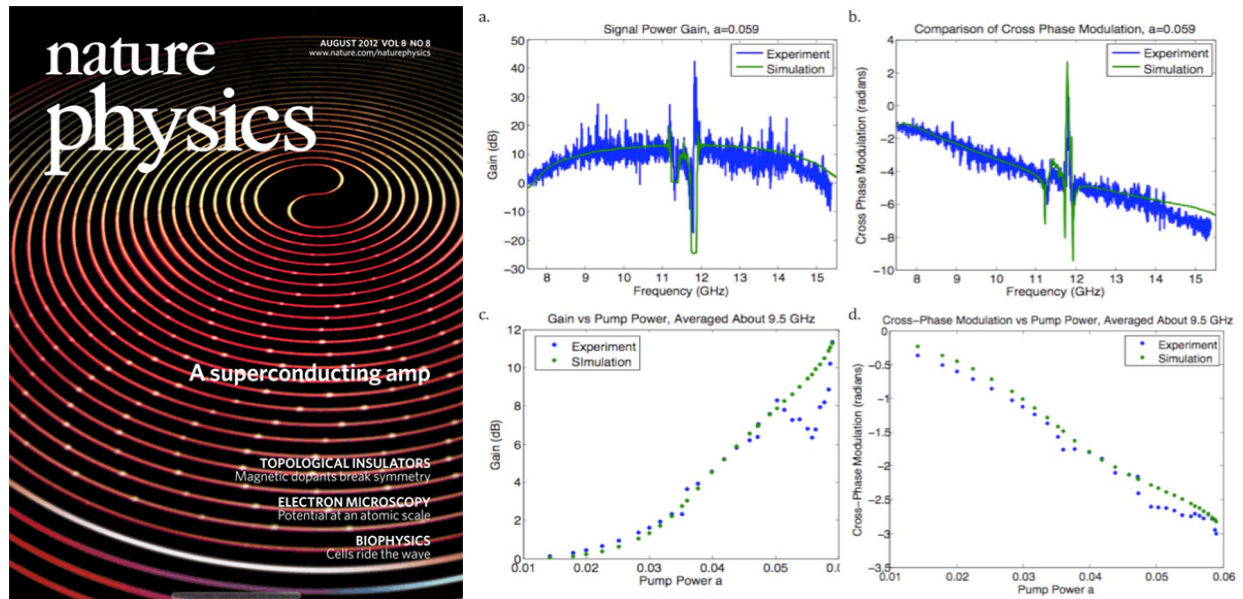 nature
physics
AUGUST 2012 VOL 8 NO 8
www.nature.com/naturephysics
A superconducting amp
TOPOLOGICAL INSULATORS
Magnetic dopants break symmetry
ELECTRON MICROSCOPY
Potential at an atomic scale
BIOPHYSICS
Cells ride the wave
a.
Signal Power Gain, a=0.059
Experiment
Simulation
Gain (dB)
50
40
30
20
10
0
−10
−20
−30
8 9 10 11 12 13 14 15
Frequency (GHz)
b.
Comparison of Cross Phase Modulation, a=0.059
Experiment
Simulation
Cross Phase Modulation (radians)
4
2
0
−2
−4
−6
−8
−10
8 9 10 11 12 13 14 15
Frequency (GHz)
c.
Gain vs Pump Power, Averaged About 9.5 GHz
Experiment
SImulation
Gain (dB)
12
10
8
6
4
2
0
0.01 0.02 0.03 0.04 0.05 0.0
Pump Power a
d.
Cross−Phase Modulation vs Pump Power, Averaged About 9.5 GHz
Experiment
Simulation
Cross−Phase Modulation (radians)
0
−0.5
−1
−1.5
−2
−2.5
−3
−3.5
0.01 0.02 0.03 0.04 0.05 0.06
Pump Power a